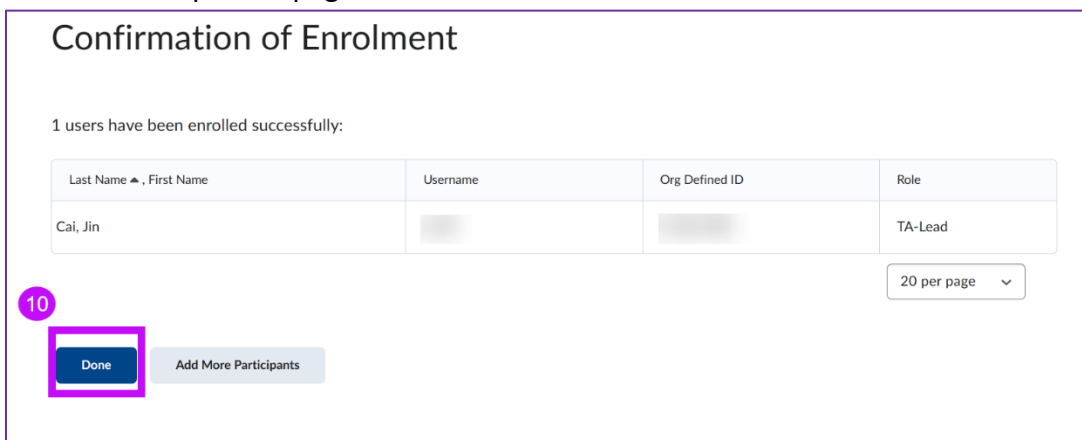 Confirmation of Enrolment
1 users have been enrolled successfully:
Last Name ▲ , First Name Username Org Defined ID Role
Cai, Jin TA-Lead
20 per page
10
Done Add More Participants